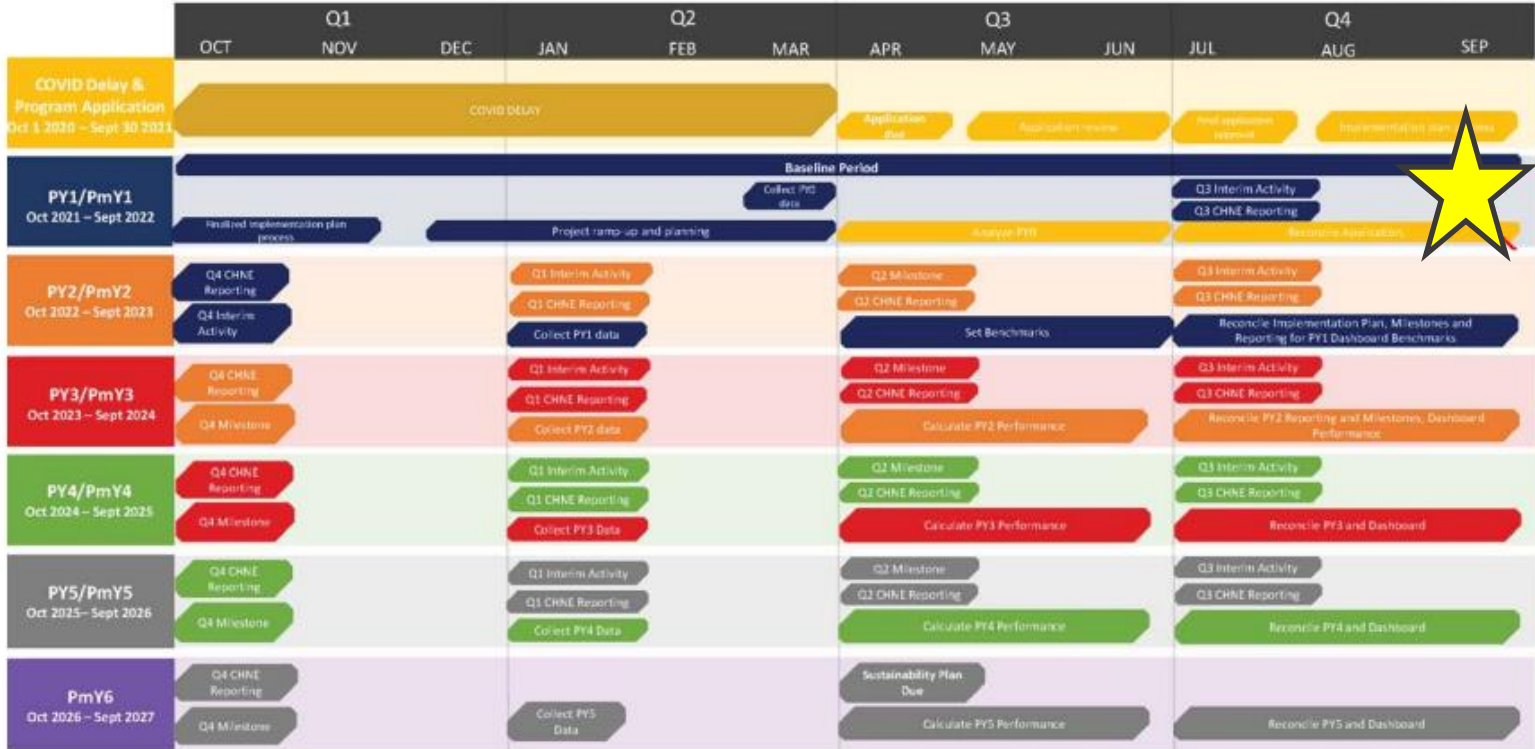 Q1 Q2 Q3 Q4
OCT NOV DEC JAN FEB MAR APR MAY JUN JUL AUG SEP
COVID Delay &
Program Application
Oct 1 2020 – Sept 30 2021
COVID DELAY
Application
due
Application review
Final application
approval
Implementation plan
PY1/PmY1
Oct 2021 – Sept 2022
Baseline Period
Collect PY0
data
Q3 Interim Activity
Q3 CHNE Reporting
Finalized implementation plan
process
Project ramp-up and planning
Analyze PY0
Reconcile Application,
PY2/PmY2
Oct 2022 – Sept 2023
Q4 CHNE
Reporting
Q4 Interim
Activity
Q1 Interim Activity
Q1 CHNE Reporting
Collect PY1 data
Q2 Milestone
Q2 CHNE Reporting
Set Benchmarks
Q3 Interim Activity
Q3 CHNE Reporting
Reconcile Implementation Plan, Milestones and
Reporting for PY1 Dashboard Benchmarks
PY3/PmY3
Oct 2023 – Sept 2024
Q4 CHNE
Reporting
Q4 Milestone
Q1 Interim Activity
Q1 CHNE Reporting
Collect PY2 data
Q2 Milestone
Q2 CHNE Reporting
Calculate PY2 Performance
Q3 Interim Activity
Q3 CHNE Reporting
Reconcile PY2 Reporting and Milestones, Dashboard
Performance
PY4/PmY4
Oct 2024 – Sept 2025
Q4 CHNE
Reporting
Q4 Milestone
Q1 Interim Activity
Q1 CHNE Reporting
Collect PY3 Data
Q2 Milestone
Q2 CHNE Reporting
Calculate PY3 Performance
Q3 Interim Activity
Q3 CHNE Reporting
Reconcile PY3 and Dashboard
PY5/PmY5
Oct 2025– Sept 2026
Q4 CHNE
Reporting
Q4 Milestone
Q1 Interim Activity
Q1 CHNE Reporting
Collect PY4 Data
Q2 Milestone
Q2 CHNE Reporting
Calculate PY4 Performance
Q3 Interim Activity
Q3 CHNE Reporting
Reconcile PY4 and Dashboard
PmY6
Oct 2026 – Sept 2027
Q4 CHNE
Reporting
Q4 Milestone
Collect PY5
Data
Sustainability Plan
Due
Calculate PY5 Performance
Reconcile PY5 and Dashboard